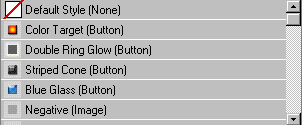 Default Style (None)
Color Target (Button)
Double Ring Glow (Button)
Striped Cone (Button)
Blue Glass (Button)
Negative (Image)